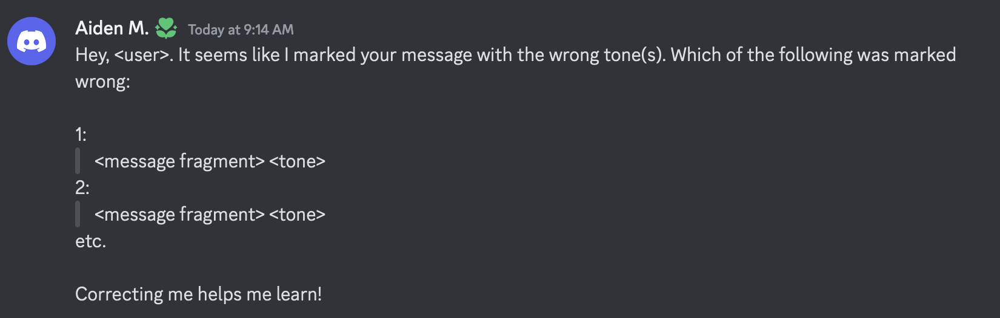 Aiden M. Today at 9:14 AM
Hey, <user>. It seems like I marked your message with the wrong tone(s). Which of the following was marked
wrong:
1:
<message fragment> <tone>
2:
<message fragment> <tone>
etc.
Correcting me helps me learn!